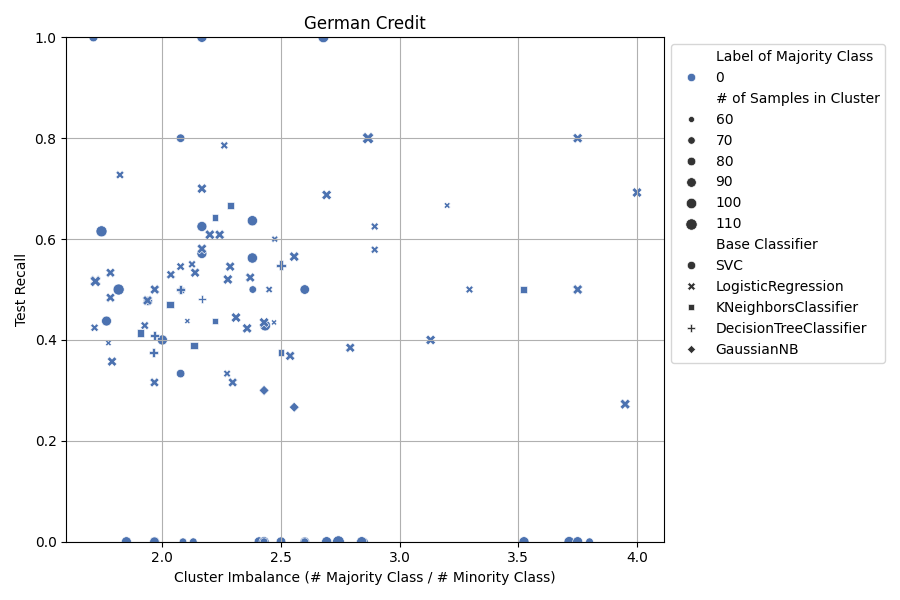 German Credit
1.0
0.8
0.6
0.4
0.2
0.0
Test Recall
2.0
2.5
3.0
3.5
4.0
Cluster Imbalance (# Majority Class / # Minority Class)
Label of Majority Class
0
# of Samples in Cluster
60
70
80
90
100
110
Base Classifier
SVC
LogisticRegression
KNeighborsClassifier
DecisionTreeClassifier
GaussianNB